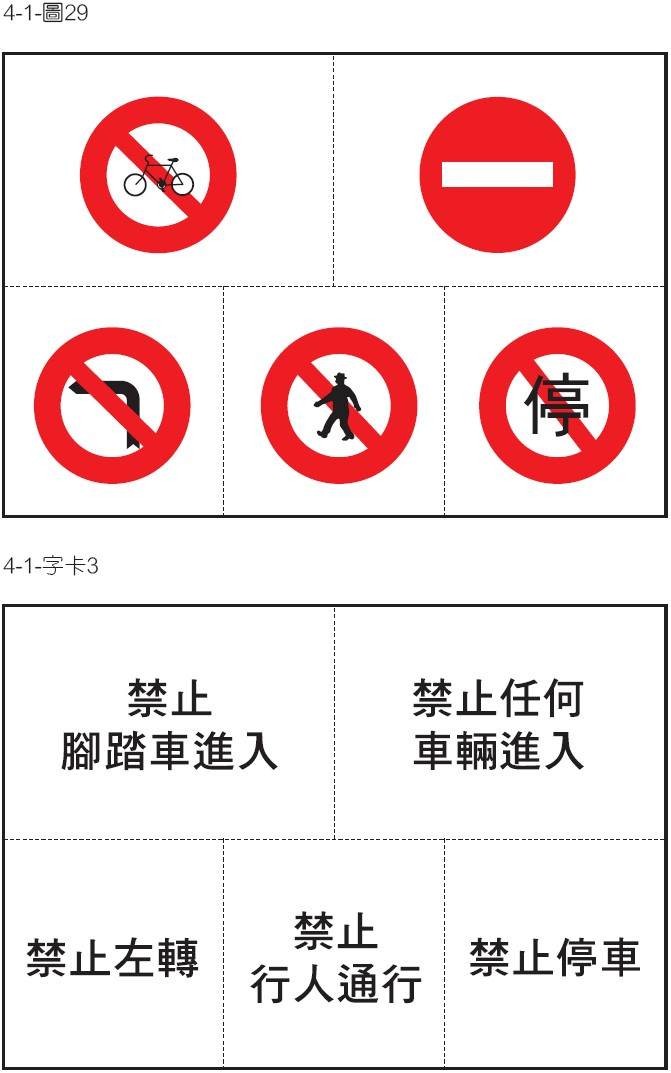 4-1-圖29
停
4-1-字卡3
禁止
腳踏車進入
禁止任何
車輛進入
禁止左轉
禁止
行人通行
禁止停車